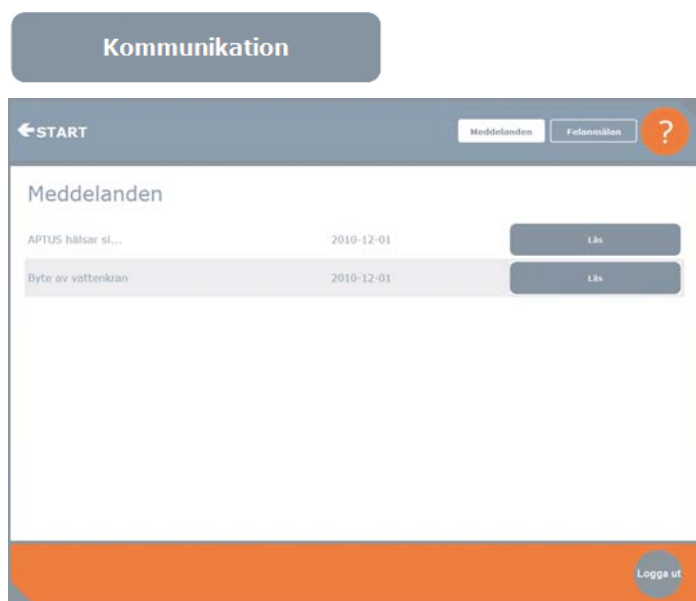 Kommunikation
START
Meddelanden Felanmälan ?
Meddelanden
APTUS hälsar si... 2010-12-01 Läs
Byte av vattenkran 2010-12-01 Läs
Logga ut